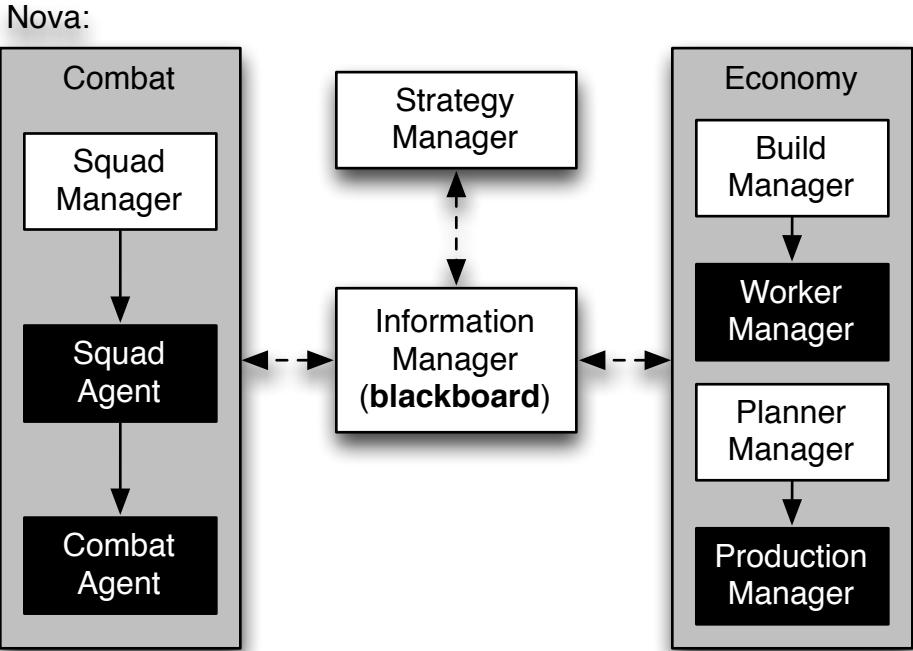 Nova:
Combat
Squad
Manager
Squad
Agent
Combat
Agent
Strategy
Manager
Information
Manager
(blackboard)
Economy
Build
Manager
Worker
Manager
Planner
Manager
Production
Manager